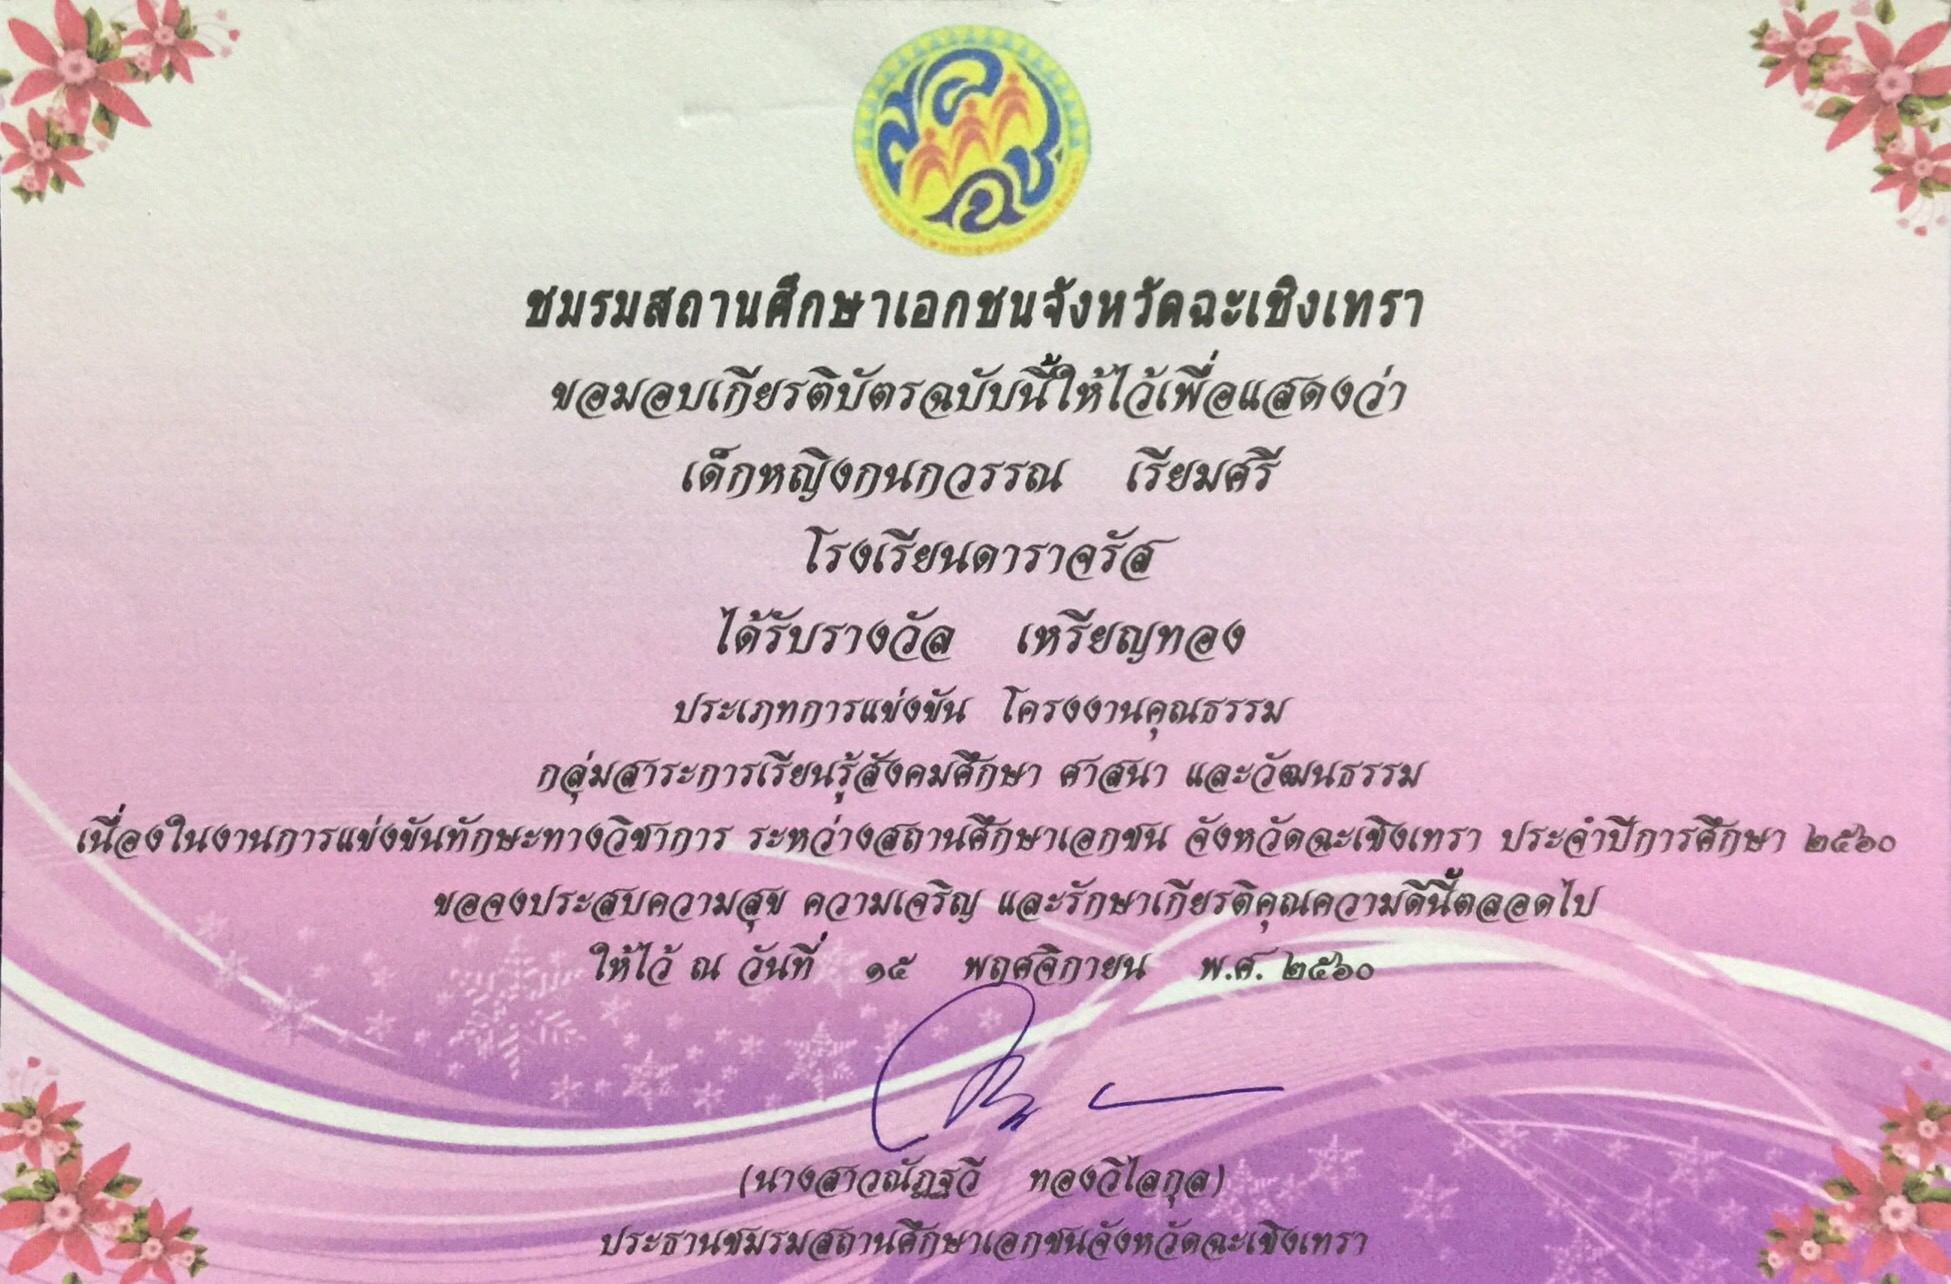 ชมรมสถานศึกษาเอกชนจังหวัดฉะเชิงเทรา
ขอมอบเกียรติบัตรฉบับนี้ให้ไว้เพื่อแสดงว่า
เด็กหญิงกนกวรรณ เรียมศรี
โรงเรียนดาราจรัส
ได้รับรางวัล เหรียญทอง
ประเภทการแข่งขัน โครงงานคุณธรรม
กลุ่มสาระการเรียนรู้สังคมศึกษา ศาสนา และวัฒนธรรม
เนื่องในงานการแข่งขันทักษะทางวิชาการ ระหว่างสถานศึกษาเอกชน จังหวัดฉะเชิงเทรา ประจำปีการศึกษา ๒๕๖๐
ขอจงประสบความสุข ความเจริญ และรักษาเกียรติคุณความดีนี้ตลอดไป
ให้ไว้ ณ วันที่ ๑๕ พฤศจิกายน พ.ศ. ๒๕๖๐
(นางสาวณัฏฐวี ทองวิไลกุล)
ประธานชมรมสถานศึกษาเอกชนจังหวัดฉะเชิงเทรา